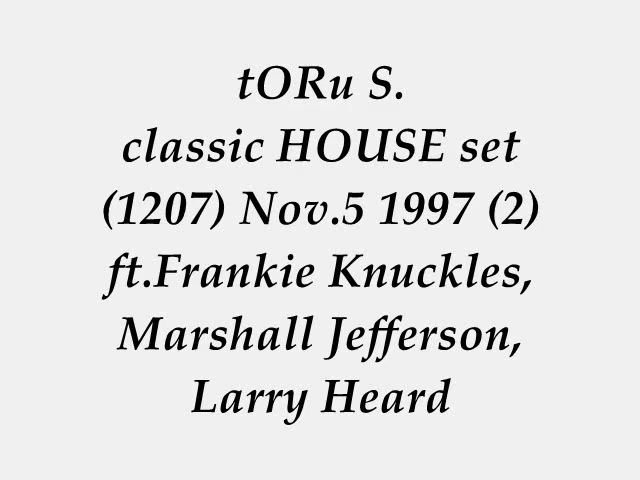 tORu S.
classic HOUSE set
(1207) Nov.5 1997 (2)
ft.Frankie Knuckles,
Marshall Jefferson,
Larry Heard